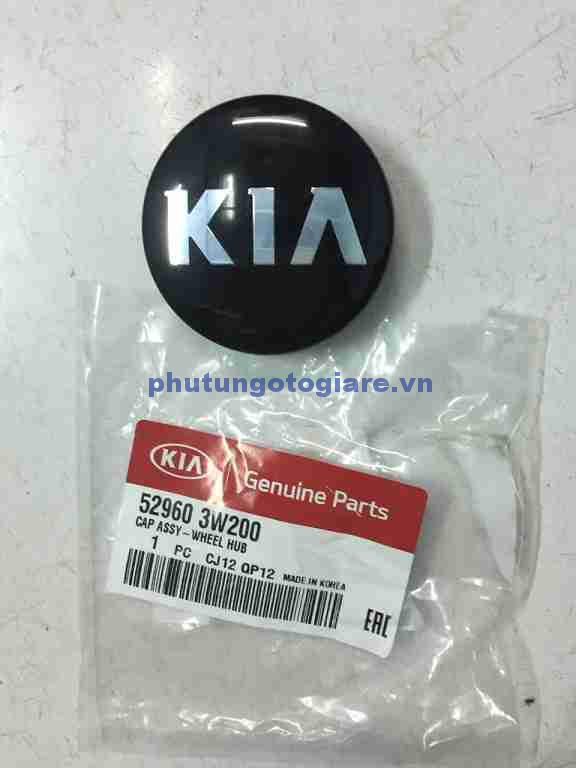 KIA
phutungotogiare.vn
KIA Genuine Parts
52960 3W200
CAP ASSY-WHEEL HUB
1 PC CJ12 QP12 MADE IN KOREA
EAC